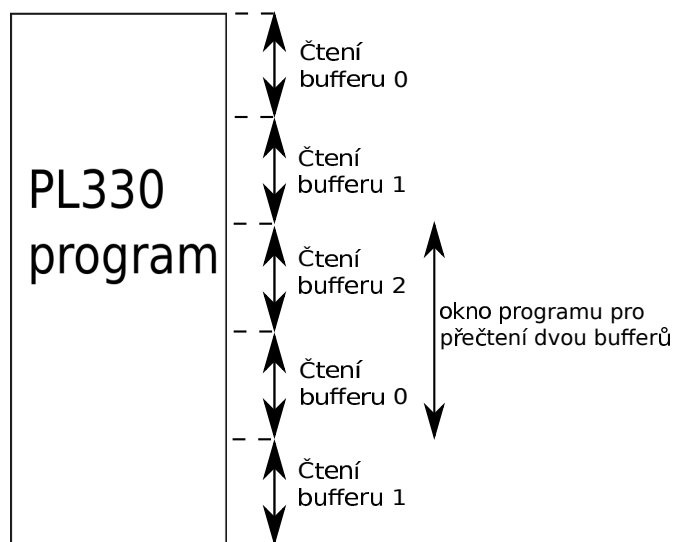 PL330
program
Čtení
bufferu 0
Čtení
bufferu 1
Čtení
bufferu 2
Čtení
bufferu 0
Čtení
bufferu 1
okno programu pro
přečtení dvou bufferů